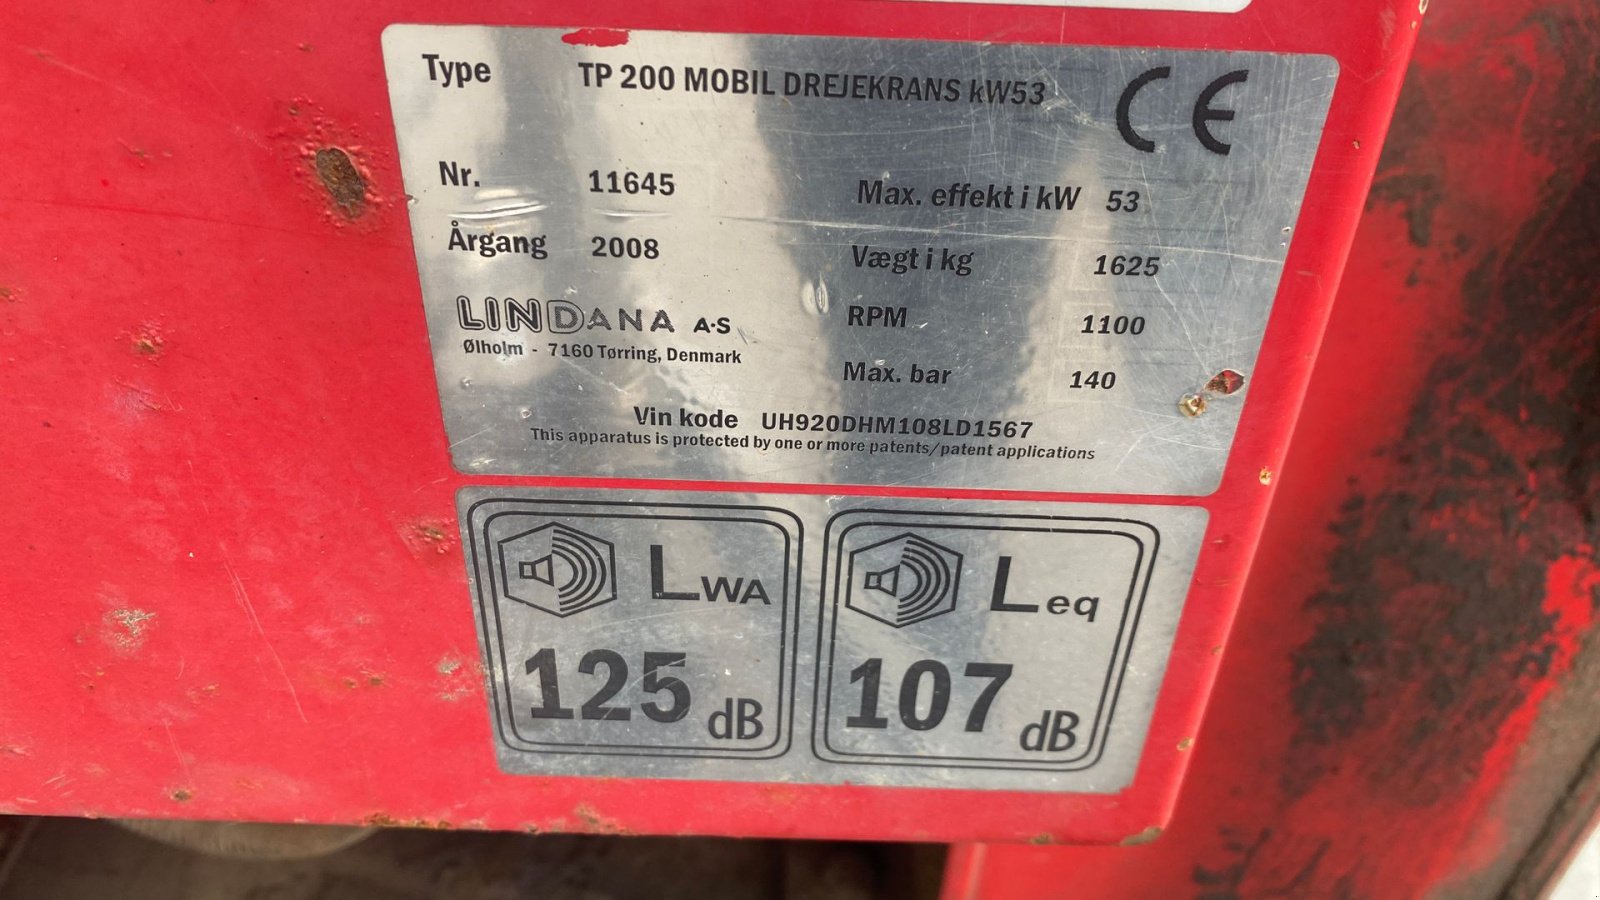 Type TP 200 MOBIL DREJEKRANS kW53 CE
Nr. 11645 Max. effekt i kW 53
Årgang 2008 Vægt i kg 1625
LINDANA A·S RPM 1100
Ølholm - 7160 Tørring, Denmark Max. bar 140
Vin kode UH920DHM108LD1567
This apparatus is protected by one or more patents/patent applications
LWA Leq
125 dB 107 dB